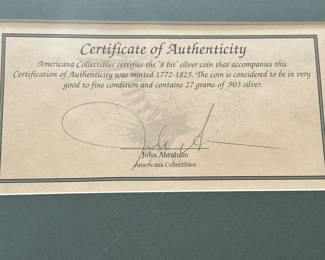 Certificate of Authenticity
Americana Collectibles certifies the "8 bit" silver coin that accompanies this
Certification of Authenticity was minted 1772-1825. The coin is considered to be in very
good to fine condition and contains 27 grams of .903 silver.
John Abraham
Americana Collectibles